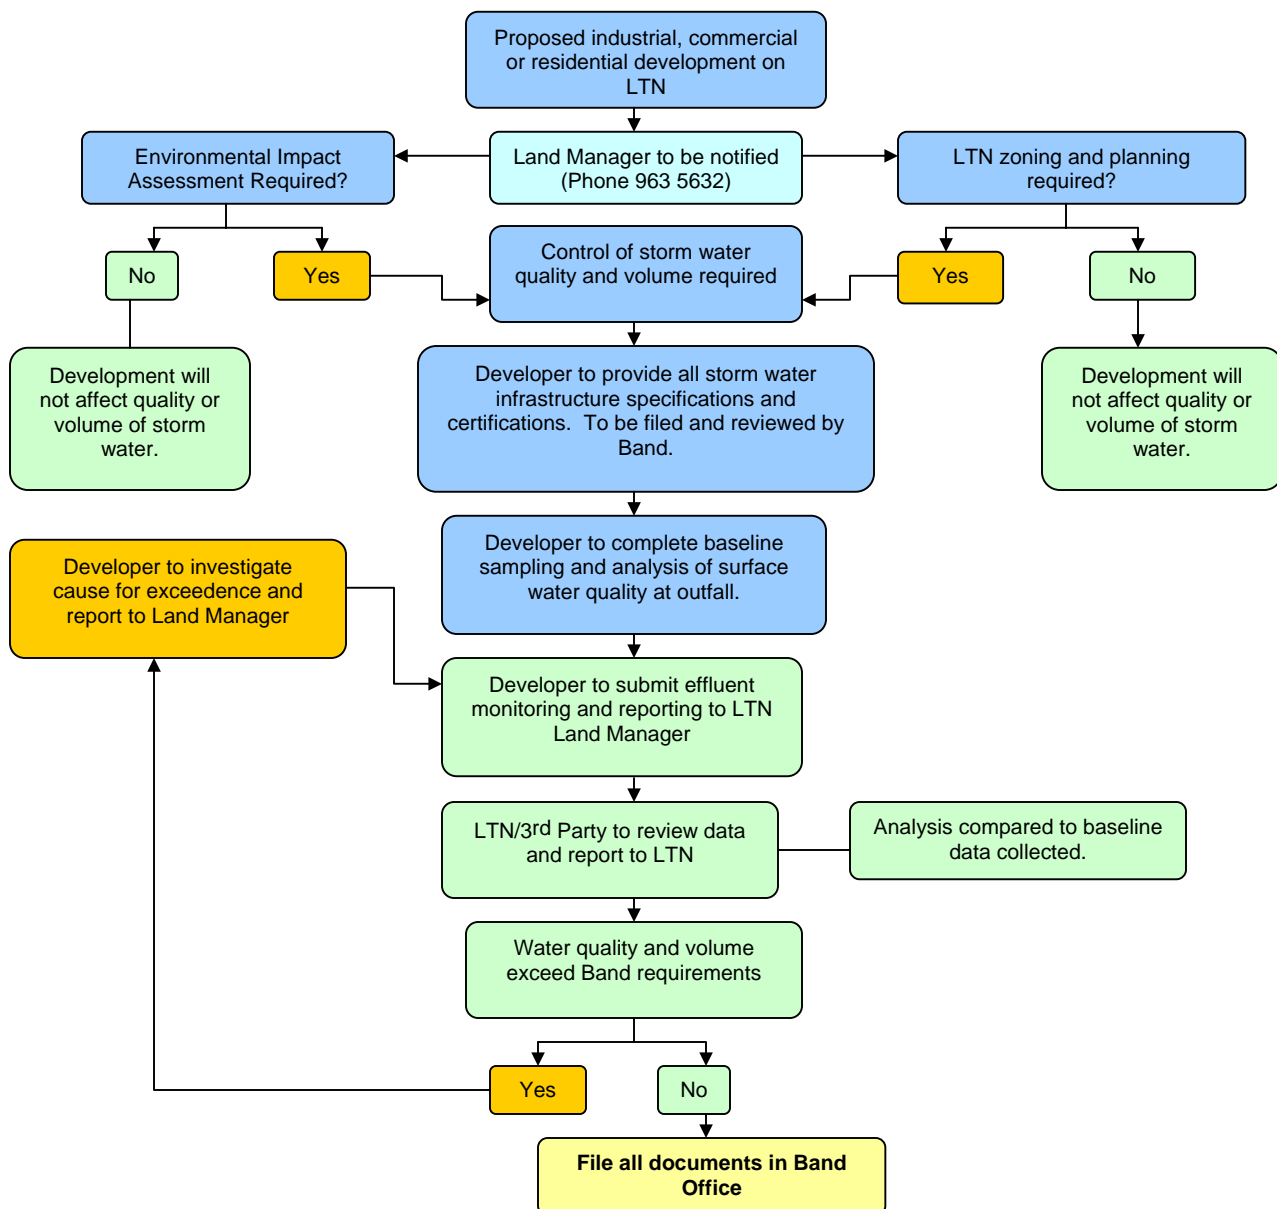 Proposed industrial, commercial
or residential development on
LTN
Environmental Impact
Assessment Required?
Land Manager to be notified
(Phone 963 5632)
LTN zoning and planning
required?
No
Yes
Control of storm water
quality and volume required
Yes
No
Development will
not affect quality or
volume of storm
water.
Developer to provide all storm water
infrastructure specifications and
certifications.  To be filed and reviewed by
Band.
Development will
not affect quality or
volume of storm
water.
Developer to investigate
cause for exceedence and
report to Land Manager
Developer to complete baseline
sampling and analysis of surface
water quality at outfall.
Developer to submit effluent
monitoring and reporting to LTN
Land Manager
LTN/3rd Party to review data
and report to LTN
Analysis compared to baseline
data collected.
Water quality and volume
exceed Band requirements
Yes
No
File all documents in Band
Office